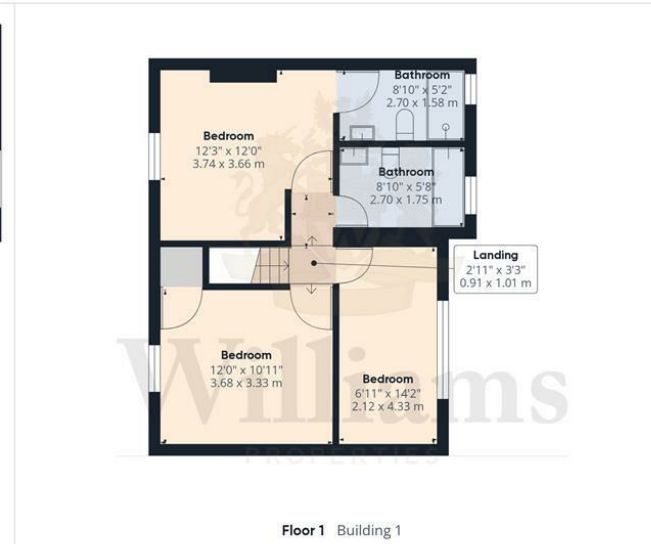 Bathroom
8'10" x 5'2"
2.70 x 1.58 m
Bedroom
12'3" x 12'0"
3.74 x 3.66 m
Bathroom
8'10" x 5'8"
2.70 x 1.75 m
Landing
2'11" x 3'3"
0.91 x 1.01 m
Bedroom
12'0" x 10'11"
3.68 x 3.33 m
Bedroom
6'11" x 14'2"
2.12 x 4.33 m
Williams
PROPERTIES
Floor 1 Building 1